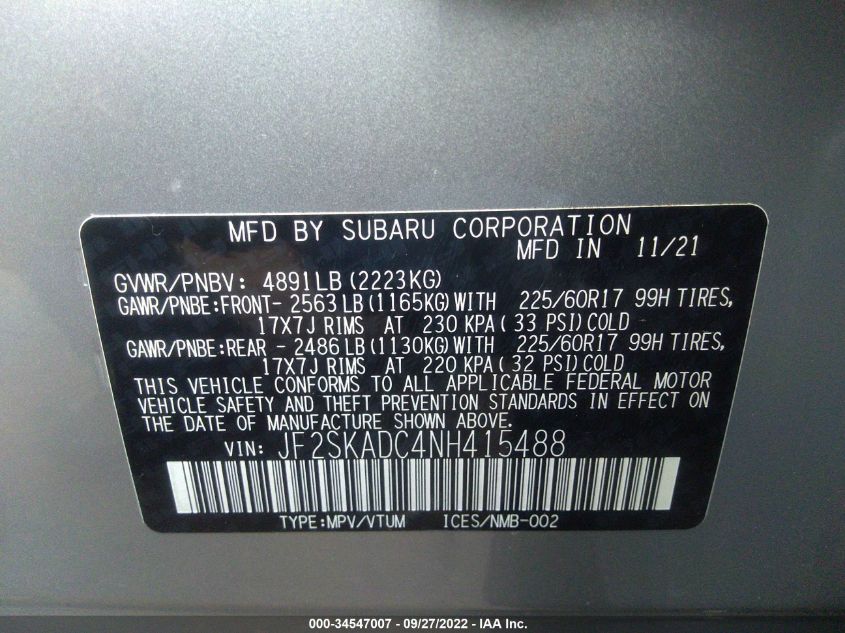 MFD BY SUBARU CORPORATION
MFD IN 11/21
GVWR/PNBV: 4891LB (2223KG)
GAWR/PNBE:FRONT- 2563LB(1165KG)WITH 225/60R17 99H TIRES,
17X7J RIMS AT 230 KPA ( 33 PSI) COLD
GAWR/PNBE:REAR - 2486LB(1130KG)WITH 225/60R17 99H TIRES,
17X7J RIMS AT 220 KPA ( 32 PSI) COLD
THIS VEHICLE CONFORMS TO ALL APPLICABLE FEDERAL MOTOR
VEHICLE SAFETY AND THEFT PREVENTION STANDARDS IN EFFECT ON
THE DATE OF MANUFACTURE SHOWN ABOVE.
VIN: JF2SKADC4NH415488
TYPE:MPV/VTUM ICES/NMB-002
000-34547007 - 09/27/2022 - IAA Inc.